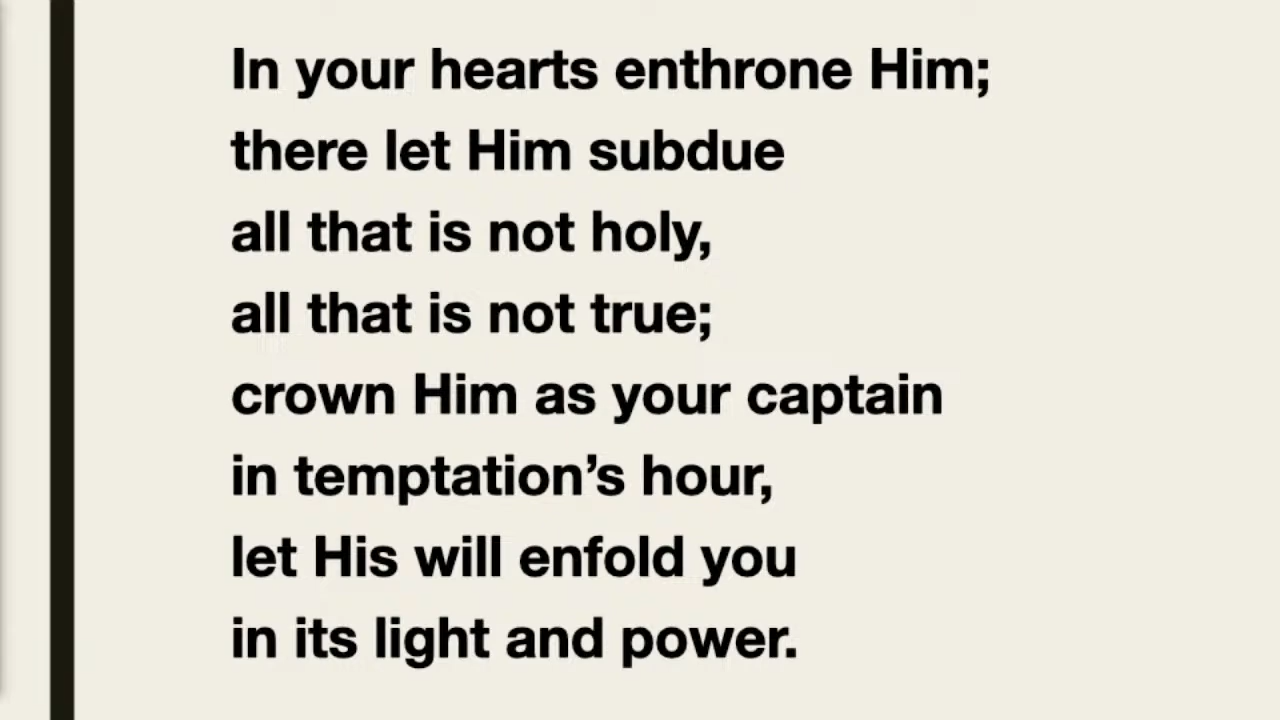 In your hearts enthrone Him;
there let Him subdue
all that is not holy,
all that is not true;
crown Him as your captain
in temptation’s hour,
let His will enfold you
in its light and power.